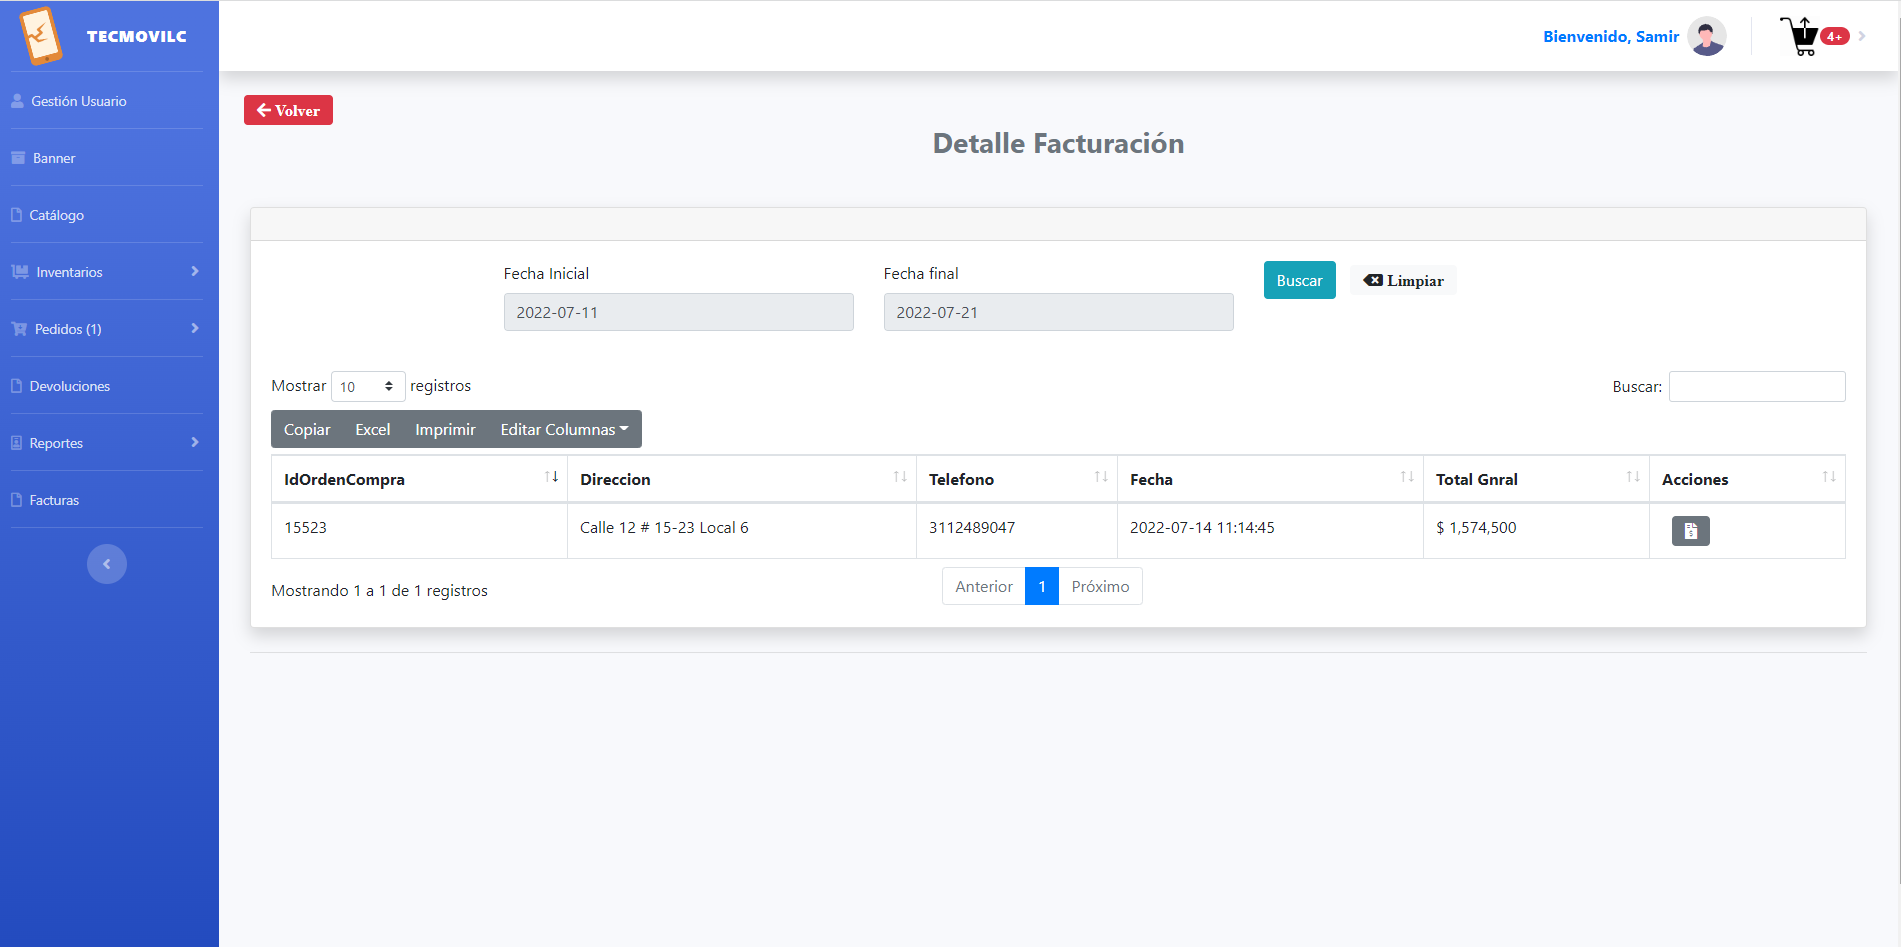 TECMOVILC
Bienvenido, Samir
4+
Gestión Usuario
Banner
Catálogo
Inventarios
Pedidos (1)
Devoluciones
Reportes
Facturas
Volver
Detalle Facturación
Fecha Inicial
Fecha final
2022-07-11
2022-07-21
Buscar
Limpiar
Mostrar 10 registros
Buscar:
Copiar Excel Imprimir Editar Columnas
IdOrdenCompra Direccion Telefono Fecha Total Gnral Acciones
15523 Calle 12 # 15-23 Local 6 3112489047 2022-07-14 11:14:45 $ 1,574,500
Mostrando 1 a 1 de 1 registros
Anterior 1 Próximo